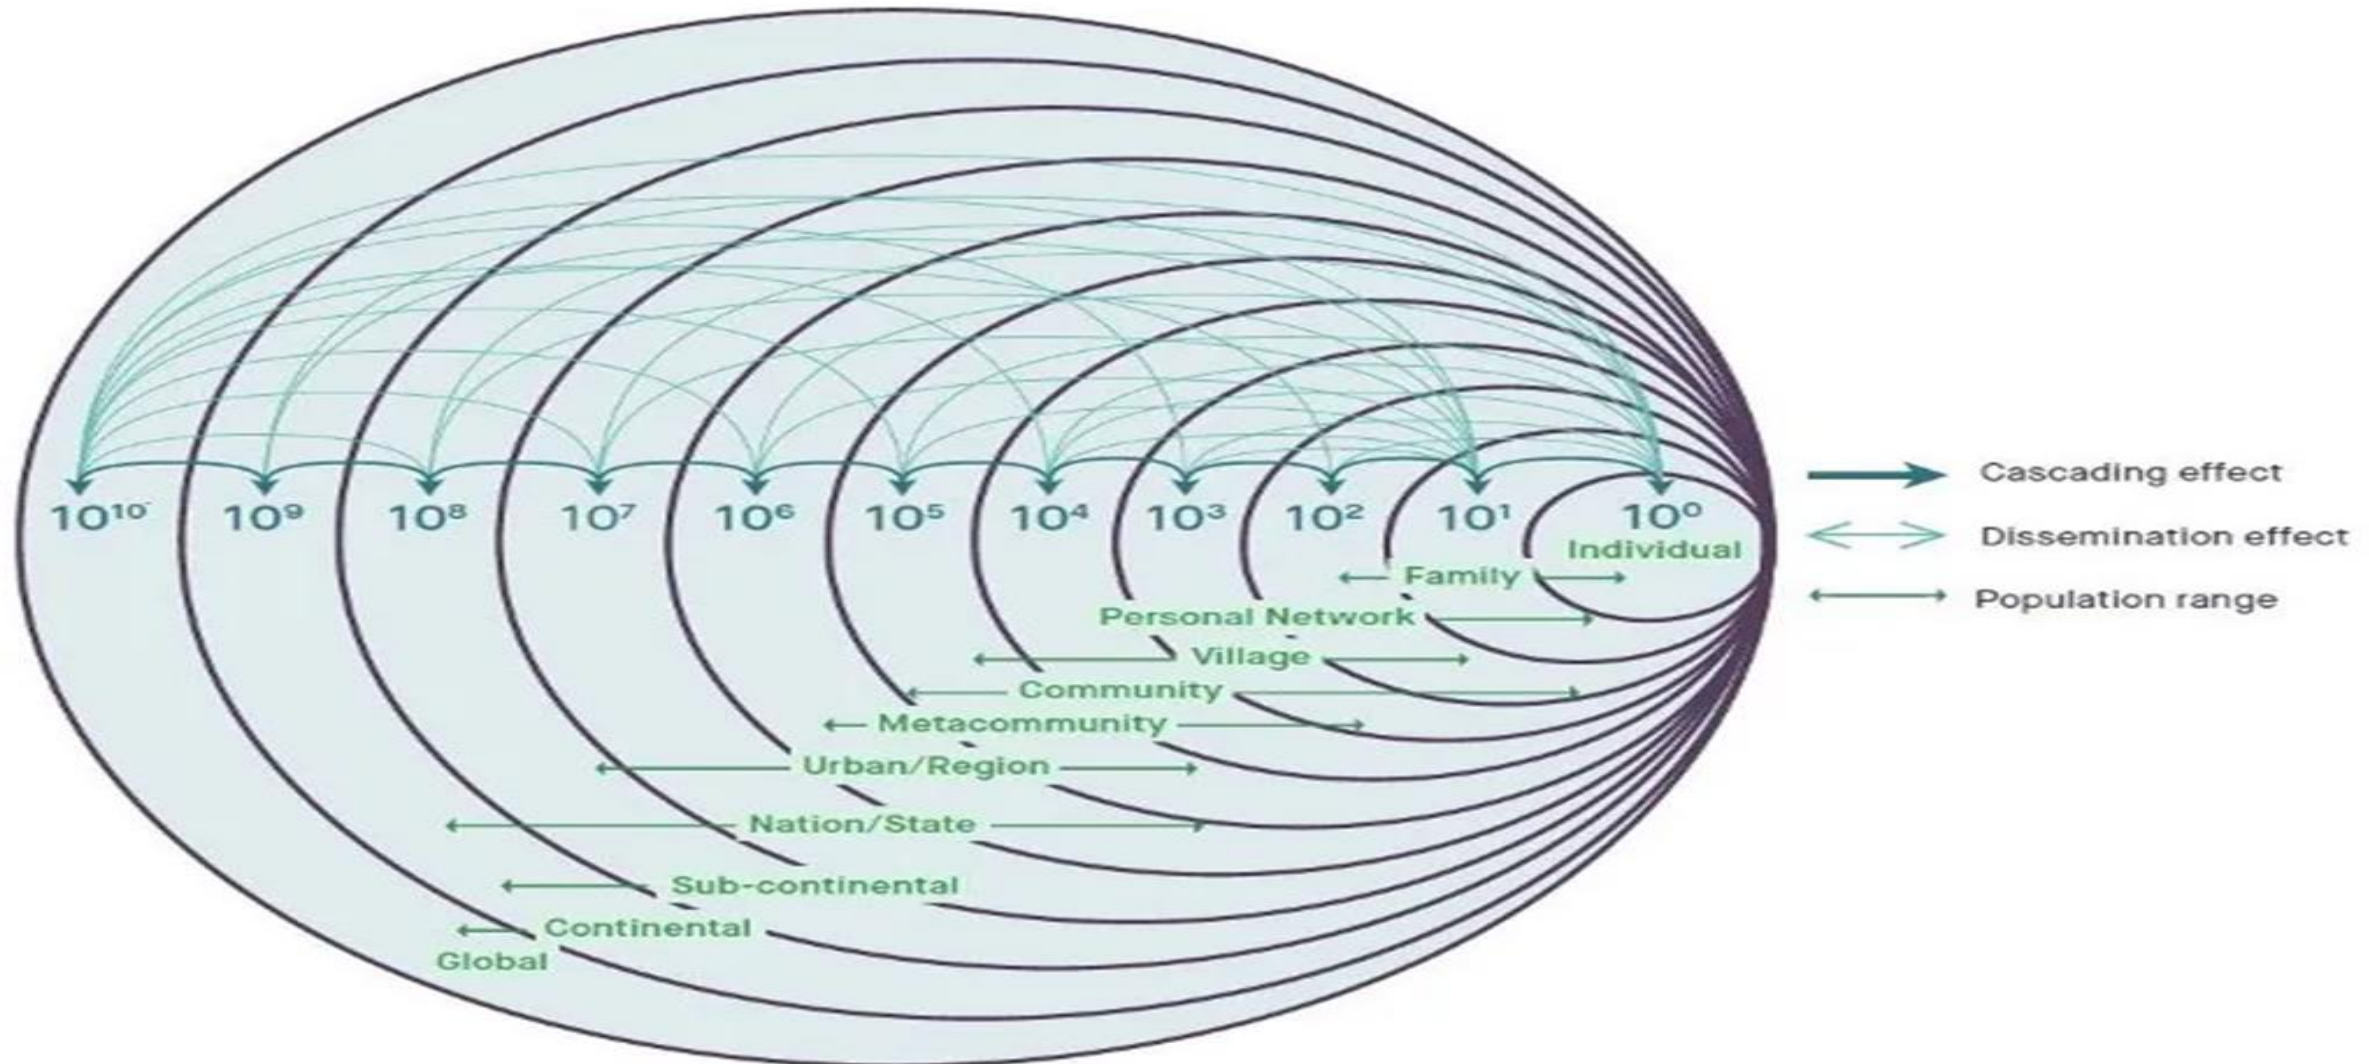 10¹⁰ 10⁹ 10⁸ 10⁷ 10⁶ 10⁵ 10⁴ 10³ 10² 10¹ 10⁰
Individual
Family
Personal Network
Village
Community
Metacommunity
Urban/Region
Nation/State
Sub-continental
Continental
Global
Cascading effect
Dissemination effect
Population range